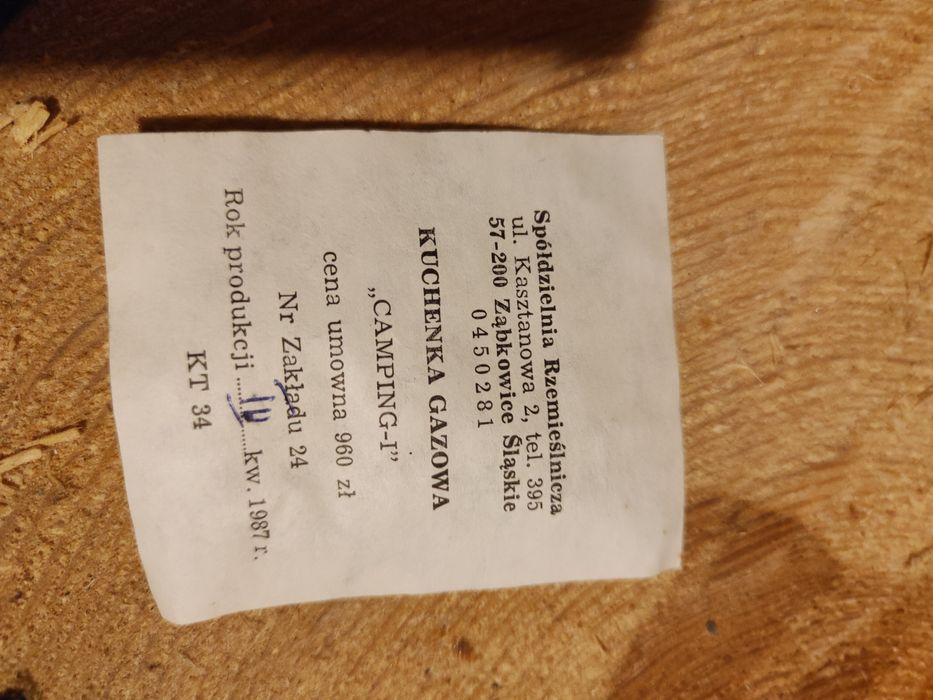 Spółdzielnia Rzemieślnicza
ul. Kasztanowa 2, tel. 395
57-200 Ząbkowice Śląskie
0450281
KUCHENKA GAZOWA
„CAMPING-I”
cena umowna 960 zł
Nr Zakładu 24
Rok produkcji ...IV...kw. 1987 r.
KT 34